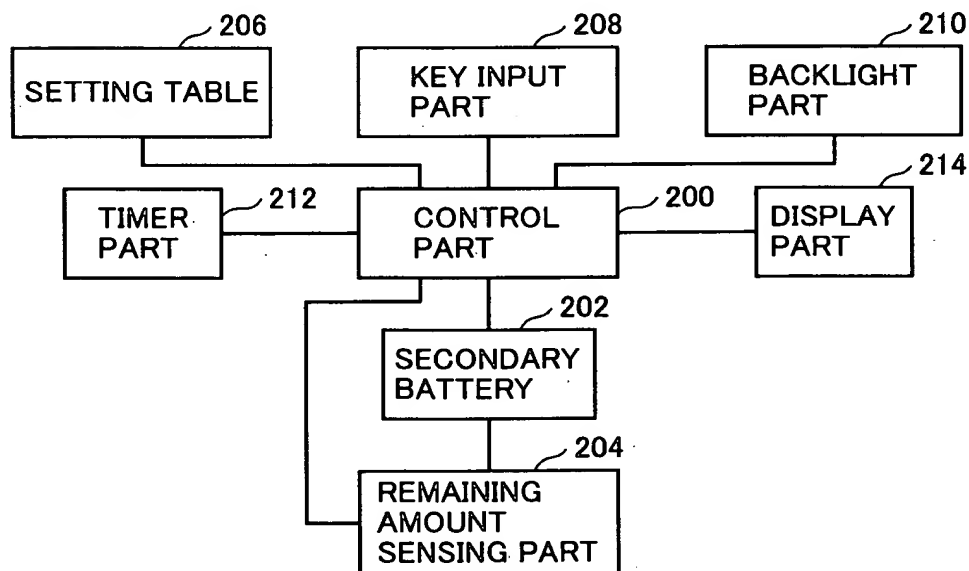 206
SETTING TABLE
208
KEY INPUT
PART
210
BACKLIGHT
PART
TIMER
PART
212
CONTROL
PART
200
214
DISPLAY
PART
202
SECONDARY
BATTERY
204
REMAINING
AMOUNT
SENSING PART